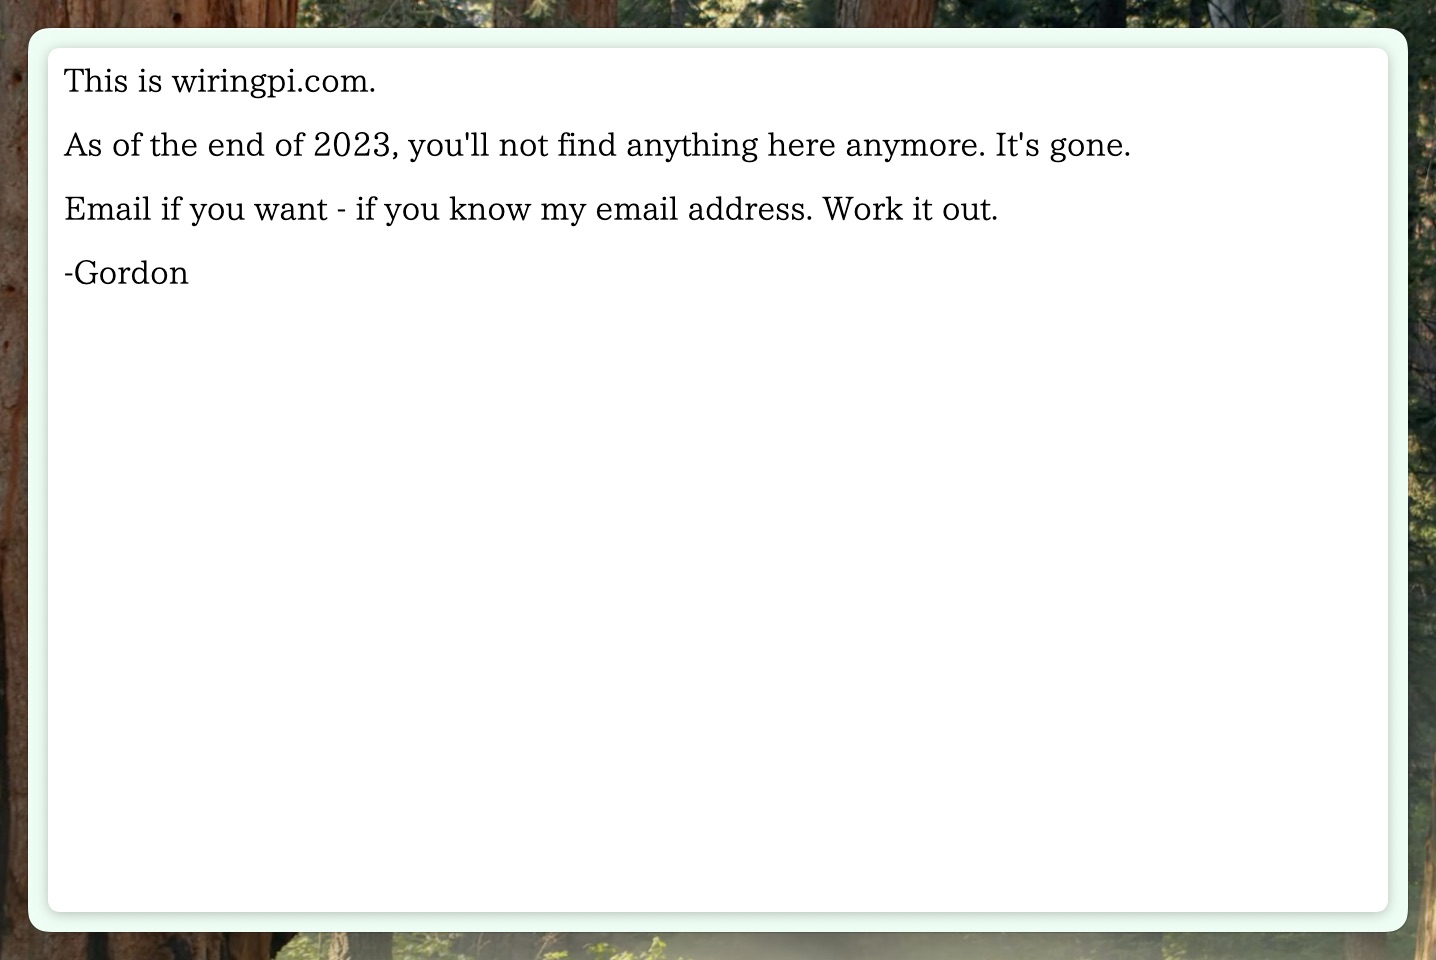 This is wiringpi.com.
As of the end of 2023, you'll not find anything here anymore. It's gone.
Email if you want - if you know my email address. Work it out.
-Gordon